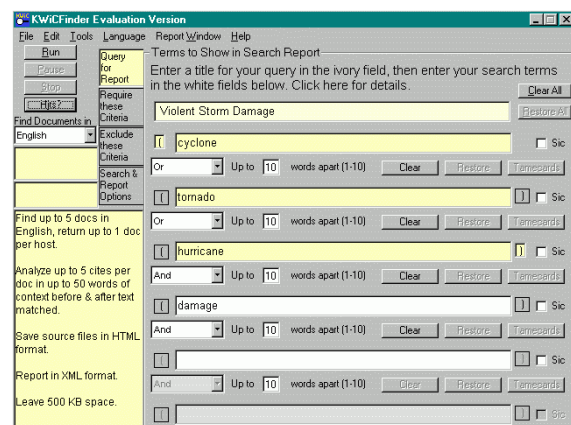 KWiCFinder Evaluation Version
File Edit Tools Language Report Window Help
Run
Pause
Stop
Find Documents in
English
Query for Report
Require these Criteria
Exclude these Criteria
Search & Report Options
Find up to 5 docs in
English, return up to 1 doc
per host.
Analyze up to 5 cites per
doc in up to 50 words of
context before & after text
matched.
Save source files in HTML
format.
Report in XML format.
Leave 500 KB space.
Terms to Show in Search Report
Enter a title for your query in the ivory field, then enter your search terms
in the white fields below. Click here for details.
Clear All
Violent Storm Damage
Restore All
( cyclone Sic
Or Up to 10 words apart (1-10) Clear Restore Tamecards
( tornado ) Sic
Or Up to 10 words apart (1-10) Clear Restore Tamecards
( hurricane ) Sic
And Up to 10 words apart (1-10) Clear Restore Tamecards
( damage ) Sic
And Up to 10 words apart (1-10) Clear Restore Tamecards
( ) Sic
And Up to 10 words apart (1-10) Clear Restore Tamecards
( ) Sic